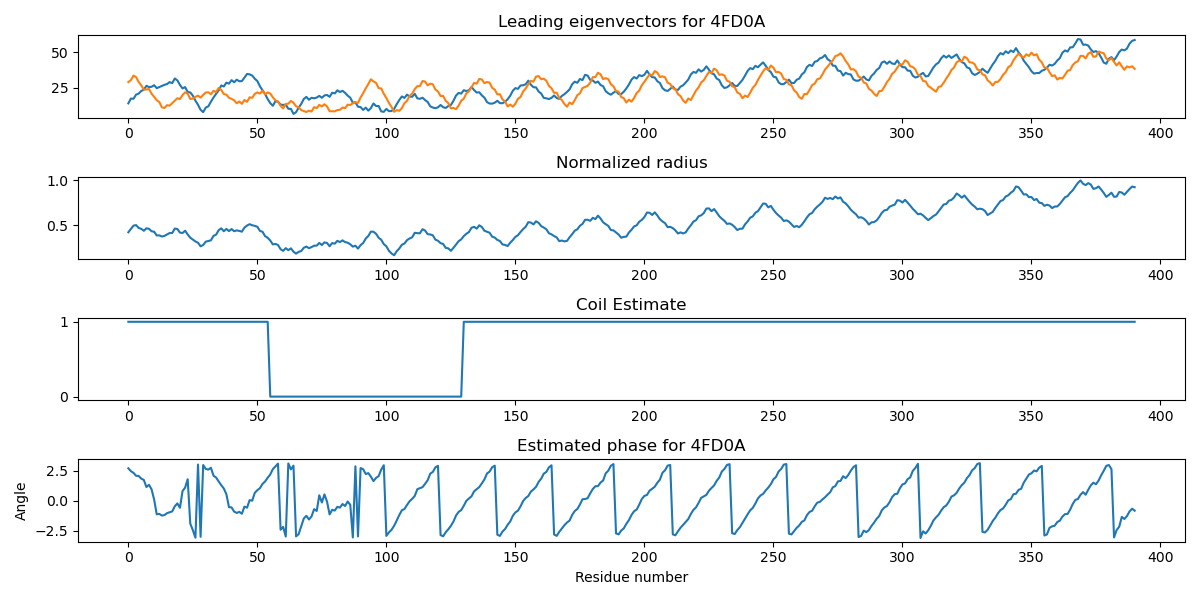 Leading eigenvectors for 4FD0A
50
25
0 50 100 150 200 250 300 350 400
Normalized radius
1.0
0.5
0 50 100 150 200 250 300 350 400
Coil Estimate
1
0
0 50 100 150 200 250 300 350 400
Estimated phase for 4FD0A
Angle
2.5
0.0
−2.5
0 50 100 150 200 250 300 350 400
Residue number